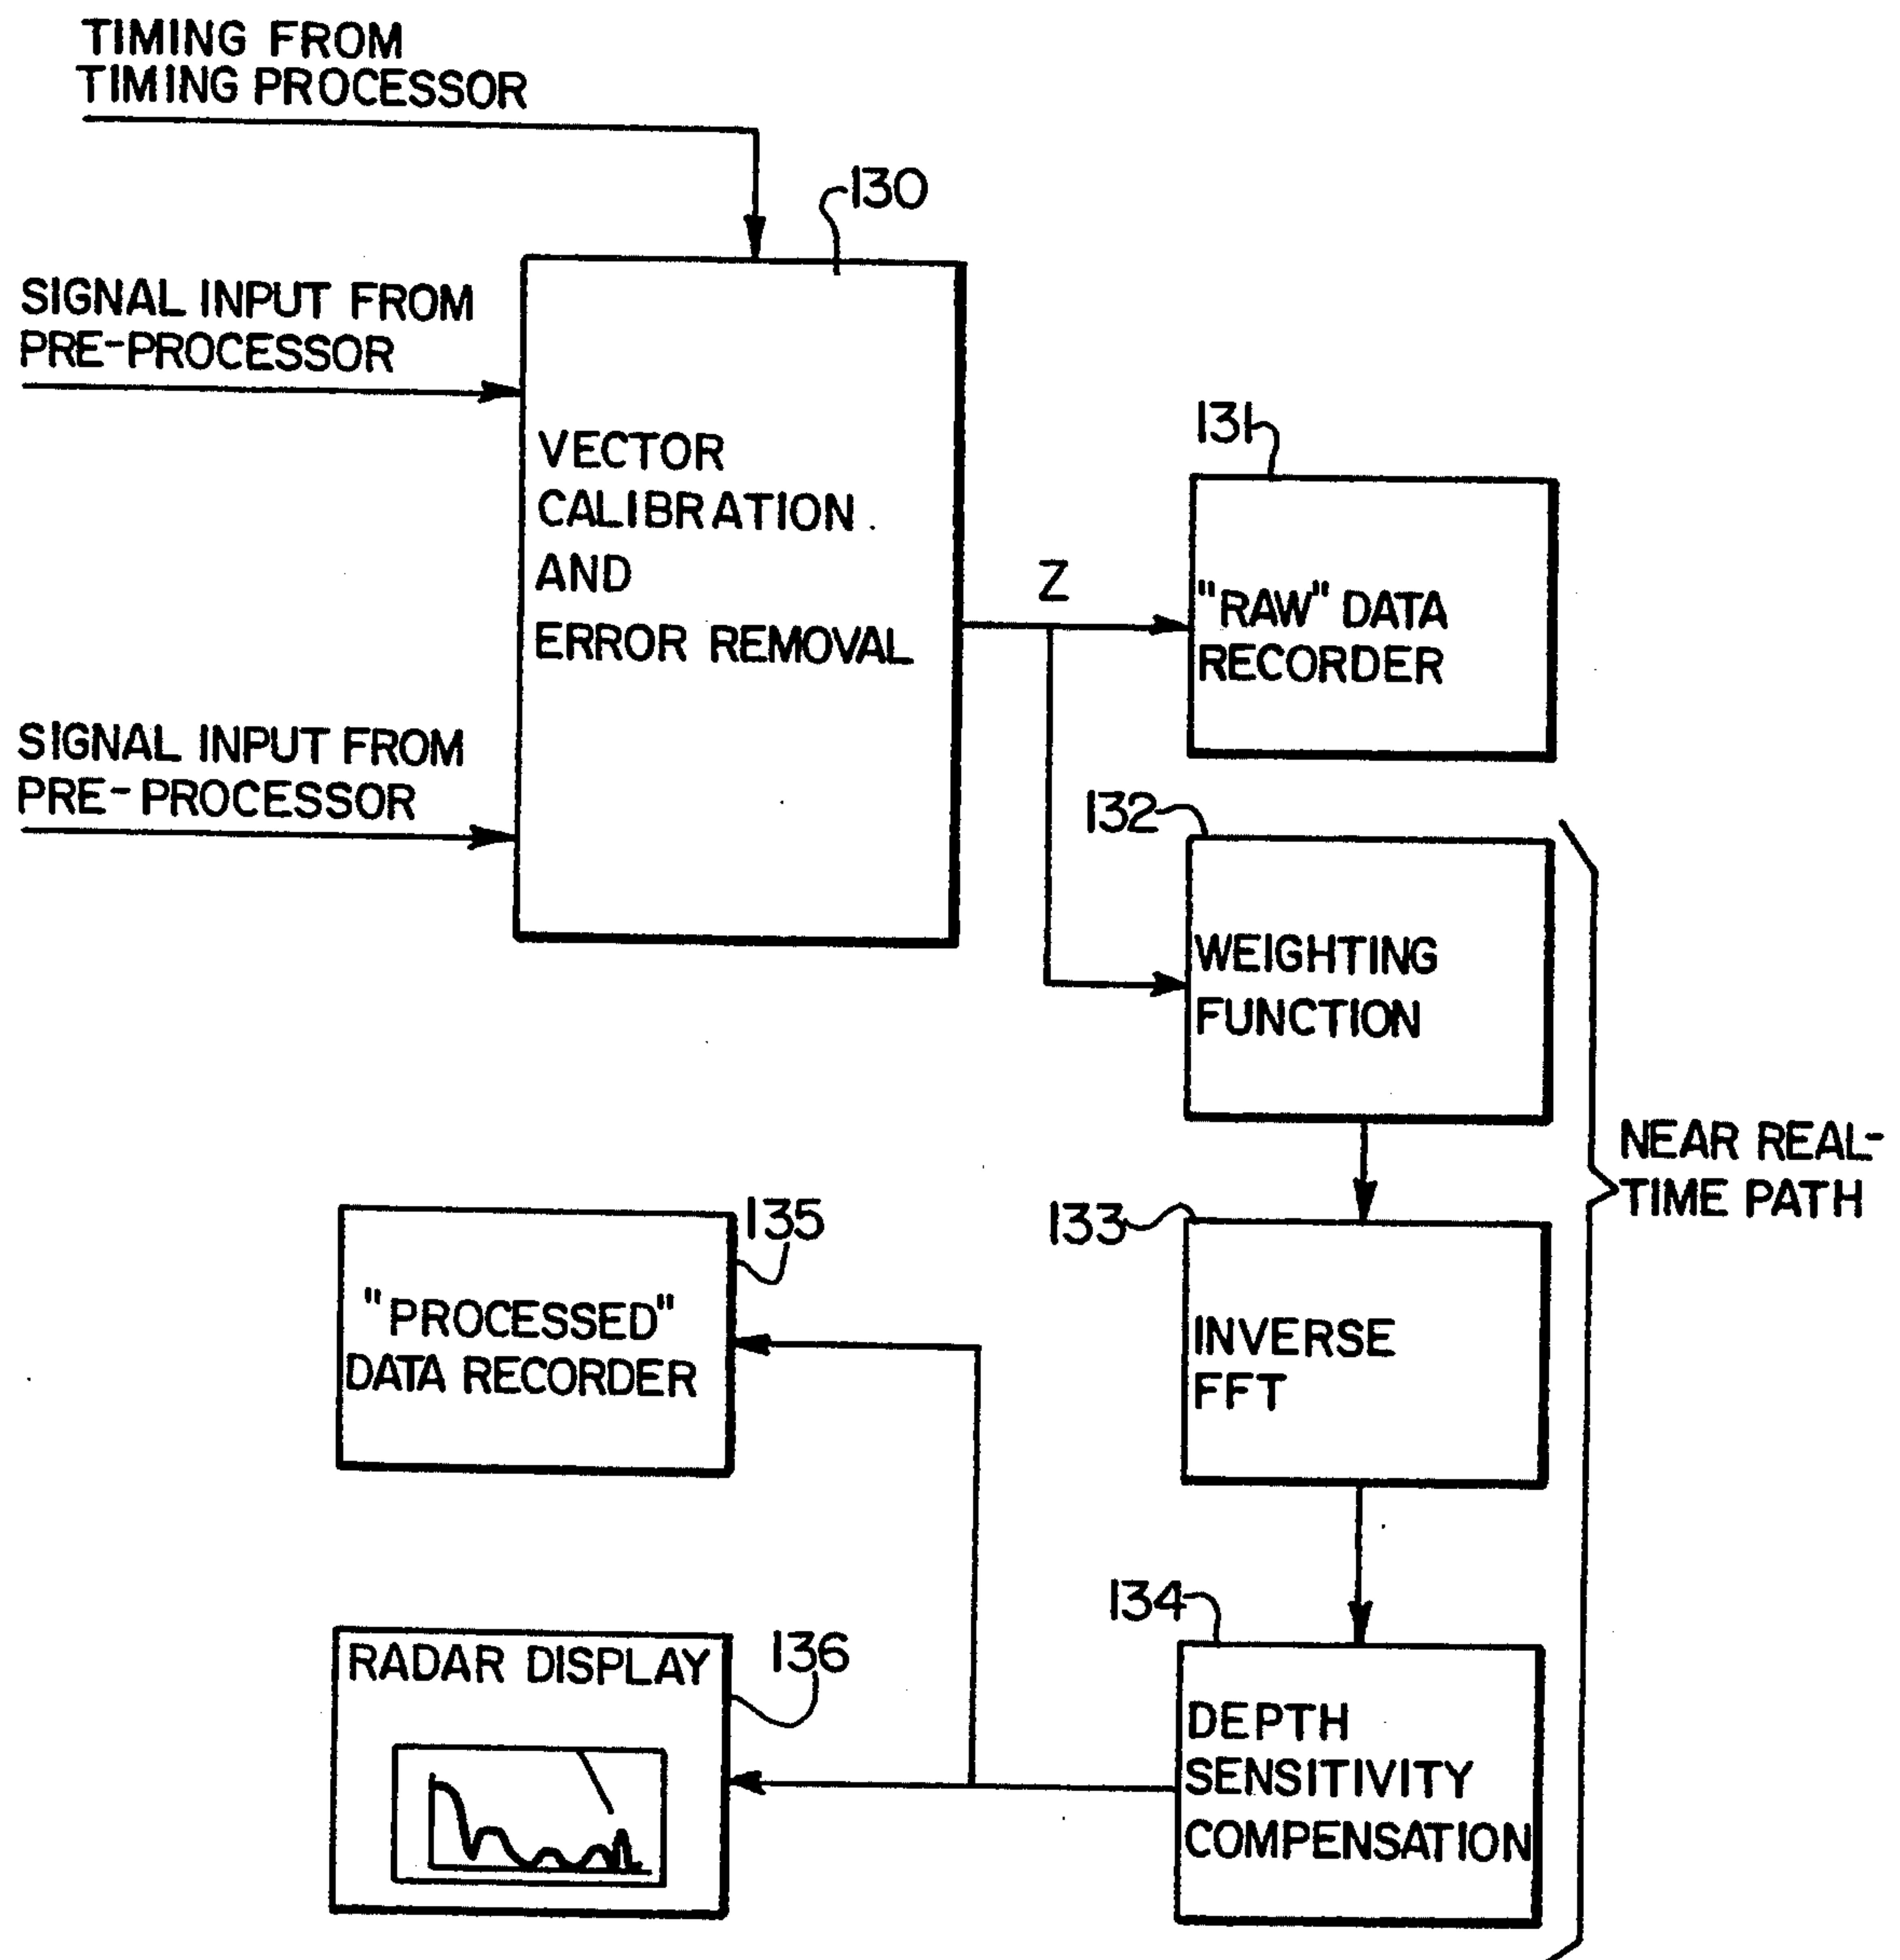 TIMING FROM
TIMING PROCESSOR
130
SIGNAL INPUT FROM
PRE-PROCESSOR
VECTOR
CALIBRATION
AND
ERROR REMOVAL
SIGNAL INPUT FROM
PRE-PROCESSOR
Z
131
"RAW" DATA
RECORDER
132
WEIGHTING
FUNCTION
NEAR REAL-
TIME PATH
133
INVERSE
FFT
135
"PROCESSED"
DATA RECORDER
134
DEPTH
SENSITIVITY
COMPENSATION
136
RADAR DISPLAY